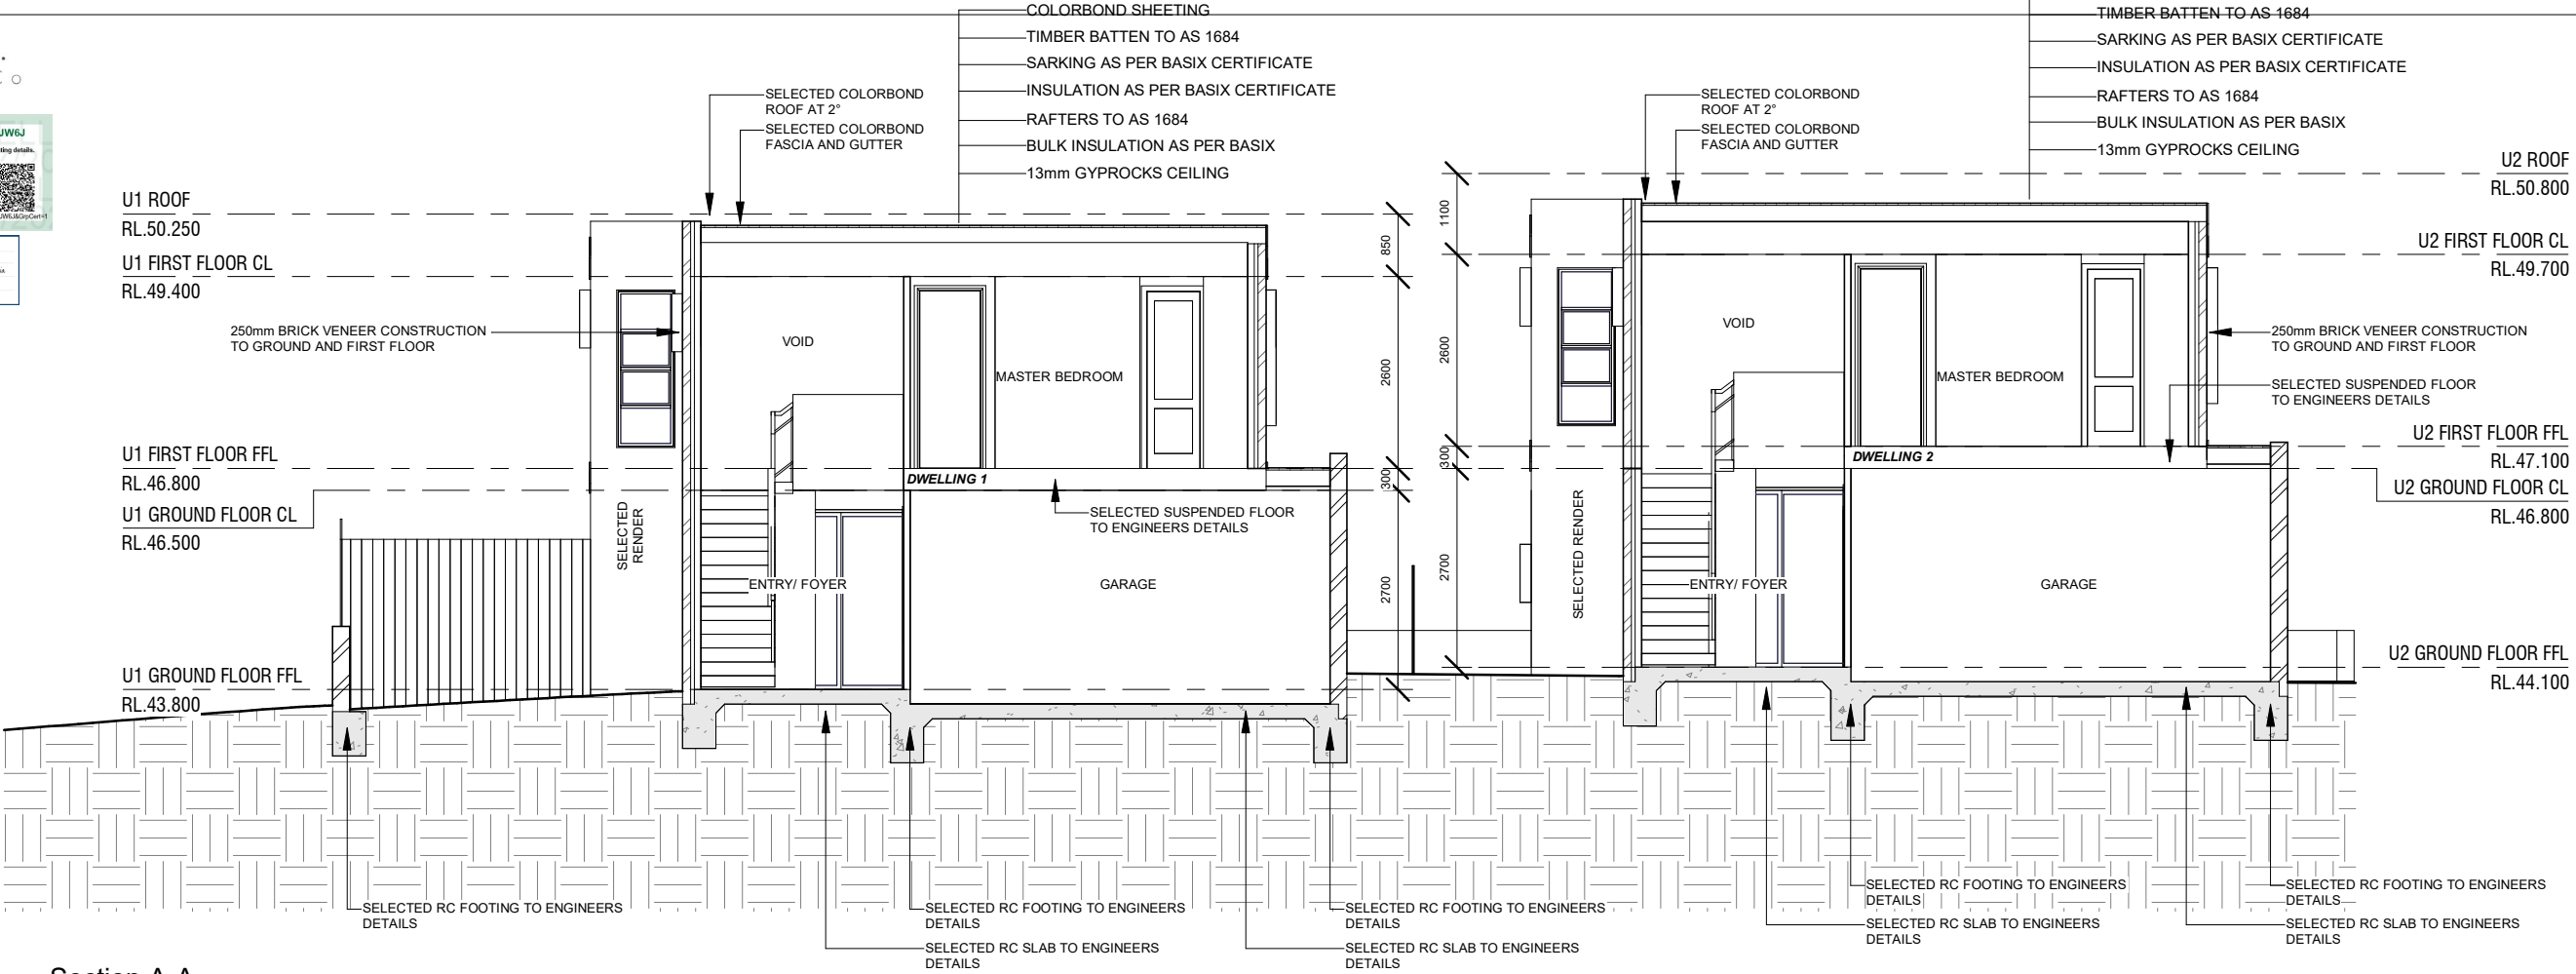 COLORBOND SHEETING
TIMBER BATTEN TO AS 1684
SARKING AS PER BASIX CERTIFICATE
INSULATION AS PER BASIX CERTIFICATE
RAFTERS TO AS 1684
BULK INSULATION AS PER BASIX
13mm GYPROCKS CEILING
SELECTED COLORBOND
ROOF AT 2°
SELECTED COLORBOND
FASCIA AND GUTTER
TIMBER BATTEN TO AS 1684
SARKING AS PER BASIX CERTIFICATE
INSULATION AS PER BASIX CERTIFICATE
RAFTERS TO AS 1684
BULK INSULATION AS PER BASIX
13mm GYPROCKS CEILING
SELECTED COLORBOND
ROOF AT 2°
SELECTED COLORBOND
FASCIA AND GUTTER
U1 ROOF
RL.50.250
U1 FIRST FLOOR CL
RL.49.400
250mm BRICK VENEER CONSTRUCTION
TO GROUND AND FIRST FLOOR
U1 FIRST FLOOR FFL
RL.46.800
U1 GROUND FLOOR CL
RL.46.500
U1 GROUND FLOOR FFL
RL.43.800
SELECTED
RENDER
VOID
MASTER BEDROOM
DWELLING 1
SELECTED SUSPENDED FLOOR
TO ENGINEERS DETAILS
ENTRY/ FOYER
GARAGE
850
2600
300
2700
1100
2600
300
2700
SELECTED RENDER
VOID
MASTER BEDROOM
DWELLING 2
ENTRY/ FOYER
GARAGE
U2 ROOF
RL.50.800
U2 FIRST FLOOR CL
RL.49.700
250mm BRICK VENEER CONSTRUCTION
TO GROUND AND FIRST FLOOR
SELECTED SUSPENDED FLOOR
TO ENGINEERS DETAILS
U2 FIRST FLOOR FFL
RL.47.100
U2 GROUND FLOOR CL
RL.46.800
U2 GROUND FLOOR FFL
RL.44.100
SELECTED RC FOOTING TO ENGINEERS
DETAILS
SELECTED RC FOOTING TO ENGINEERS
DETAILS
SELECTED RC SLAB TO ENGINEERS
DETAILS
SELECTED RC FOOTING TO ENGINEERS
DETAILS
SELECTED RC SLAB TO ENGINEERS
DETAILS
SELECTED RC FOOTING TO ENGINEERS
DETAILS
SELECTED RC SLAB TO ENGINEERS
DETAILS
SELECTED RC FOOTING TO ENGINEERS
DETAILS
SELECTED RC SLAB TO ENGINEERS
DETAILS
Section A-A